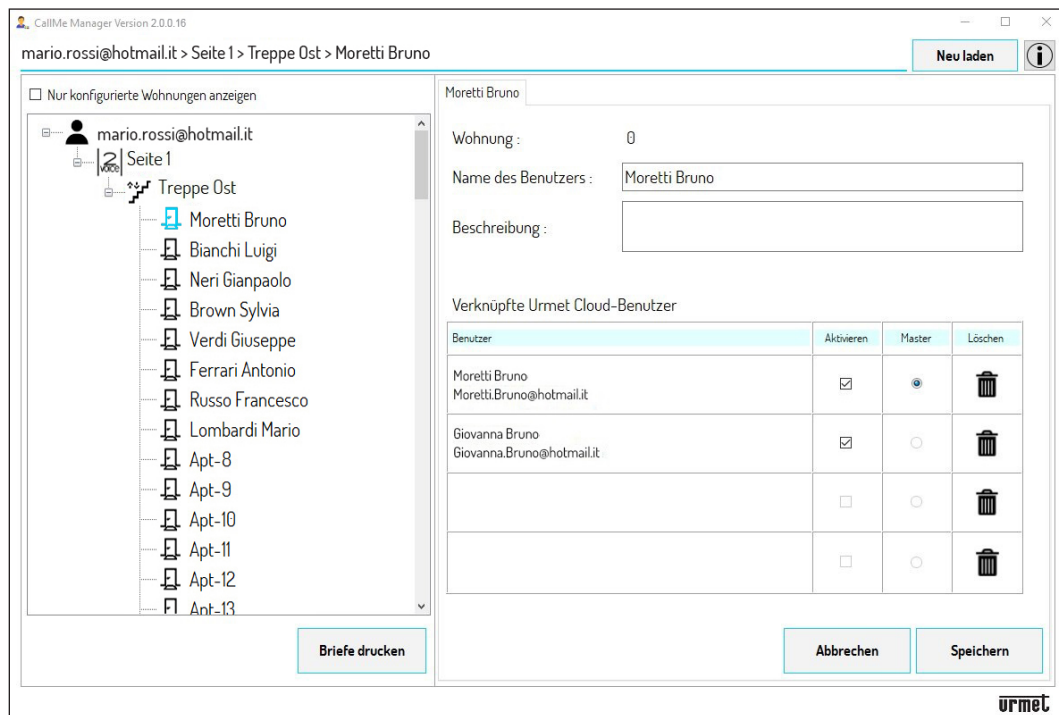 CallMe Manager Version 2.0.0.16
mario.rossi@hotmail.it > Seite 1 > Treppe Ost > Moretti Bruno
Neu laden
i
Nur konfigurierte Wohnungen anzeigen
mario.rossi@hotmail.it
2 VOICE Seite 1
Treppe Ost
Moretti Bruno
Bianchi Luigi
Neri Gianpaolo
Brown Sylvia
Verdi Giuseppe
Ferrari Antonio
Russo Francesco
Lombardi Mario
Apt-8
Apt-9
Apt-10
Apt-11
Apt-12
Apt-13
Briefe drucken
Moretti Bruno
Wohnung : 0
Name des Benutzers : Moretti Bruno
Beschreibung :
Verknüpfte Urmet Cloud-Benutzer
Benutzer Aktivieren Master Löschen
Moretti Bruno
Moretti.Bruno@hotmail.it
Giovanna Bruno
Giovanna.Bruno@hotmail.it
Abbrechen Speichern
urmet